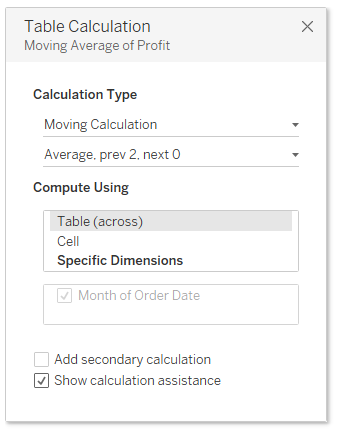 Table Calculation
Moving Average of Profit
Calculation Type
Moving Calculation
Average, prev 2, next 0
Compute Using
Table (across)
Cell
Specific Dimensions
Month of Order Date
Add secondary calculation
Show calculation assistance